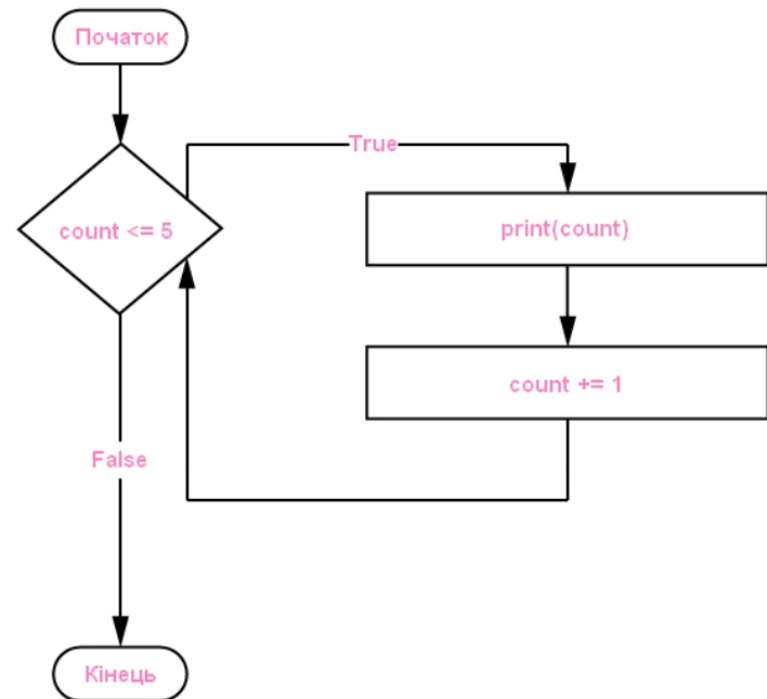 Початок
True
count <= 5
print(count)
count += 1
False
Кінець